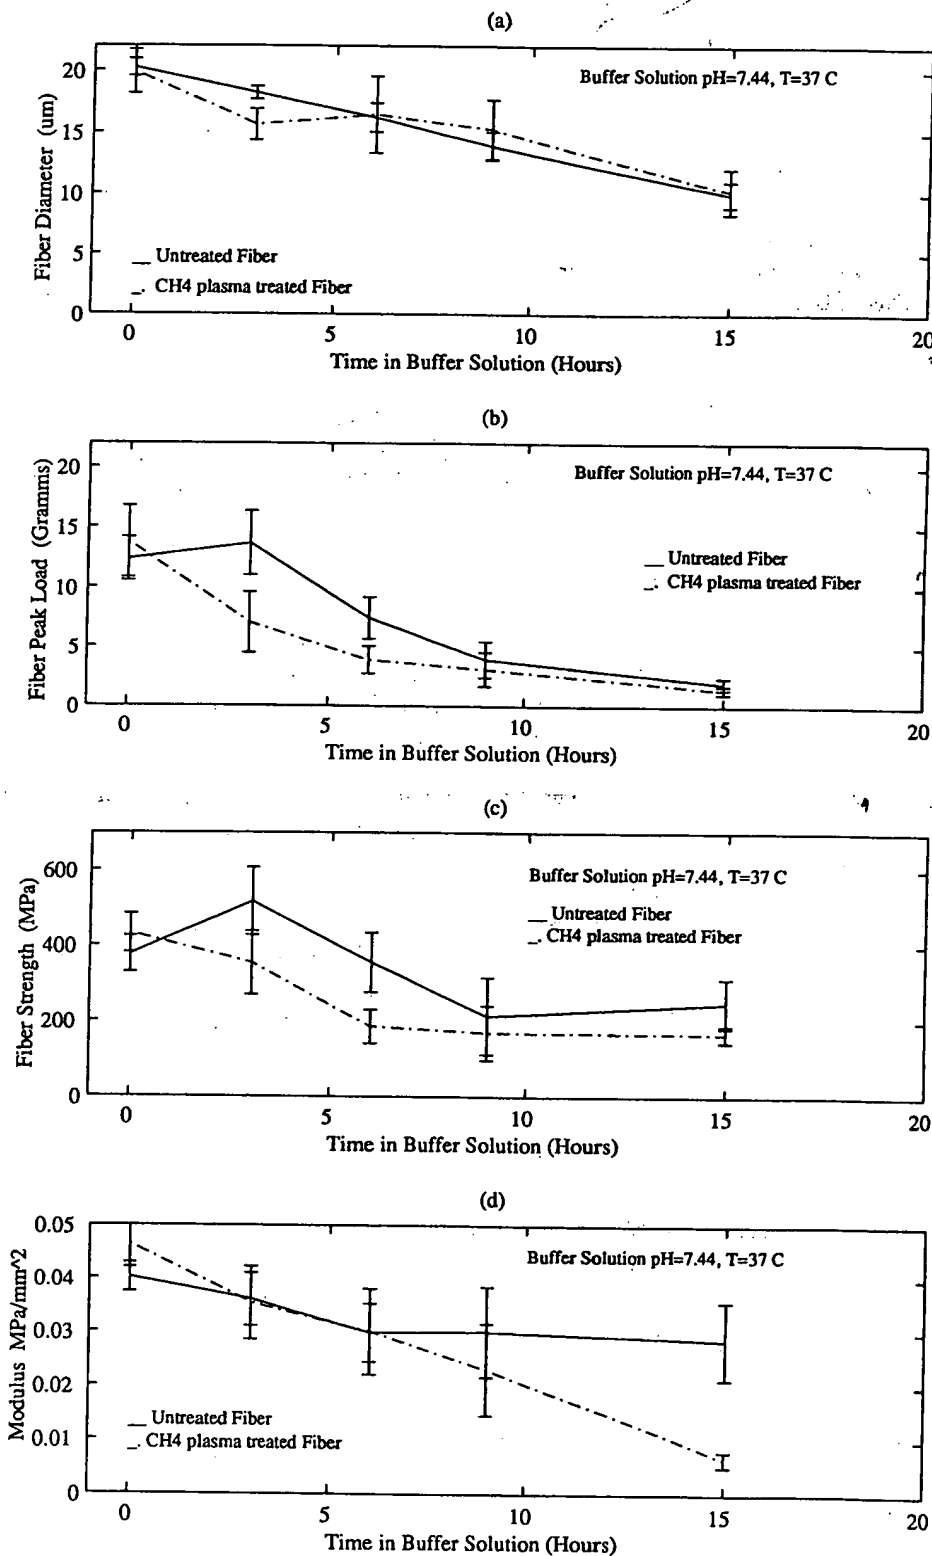 (a)
20
15
10
5
0
Fiber Diameter (um)
Buffer Solution pH=7.44, T=37 C
__ Untreated Fiber
_. CH4 plasma treated Fiber
0 5 10 15 20
Time in Buffer Solution (Hours)
(b)
20
15
10
5
0
Fiber Peak Load (Gramms)
Buffer Solution pH=7.44, T=37 C
__ Untreated Fiber
_. CH4 plasma treated Fiber
0 5 10 15 20
Time in Buffer Solution (Hours)
(c)
600
400
200
0
Fiber Strength (MPa)
Buffer Solution pH=7.44, T=37 C
__ Untreated Fiber
_. CH4 plasma treated Fiber
0 5 10 15 20
Time in Buffer Solution (Hours)
(d)
0.05
0.04
0.03
0.02
0.01
0
Modulus MPa/mm^2
Buffer Solution pH=7.44, T=37 C
__ Untreated Fiber
_. CH4 plasma treated Fiber
0 5 10 15 20
Time in Buffer Solution (Hours)